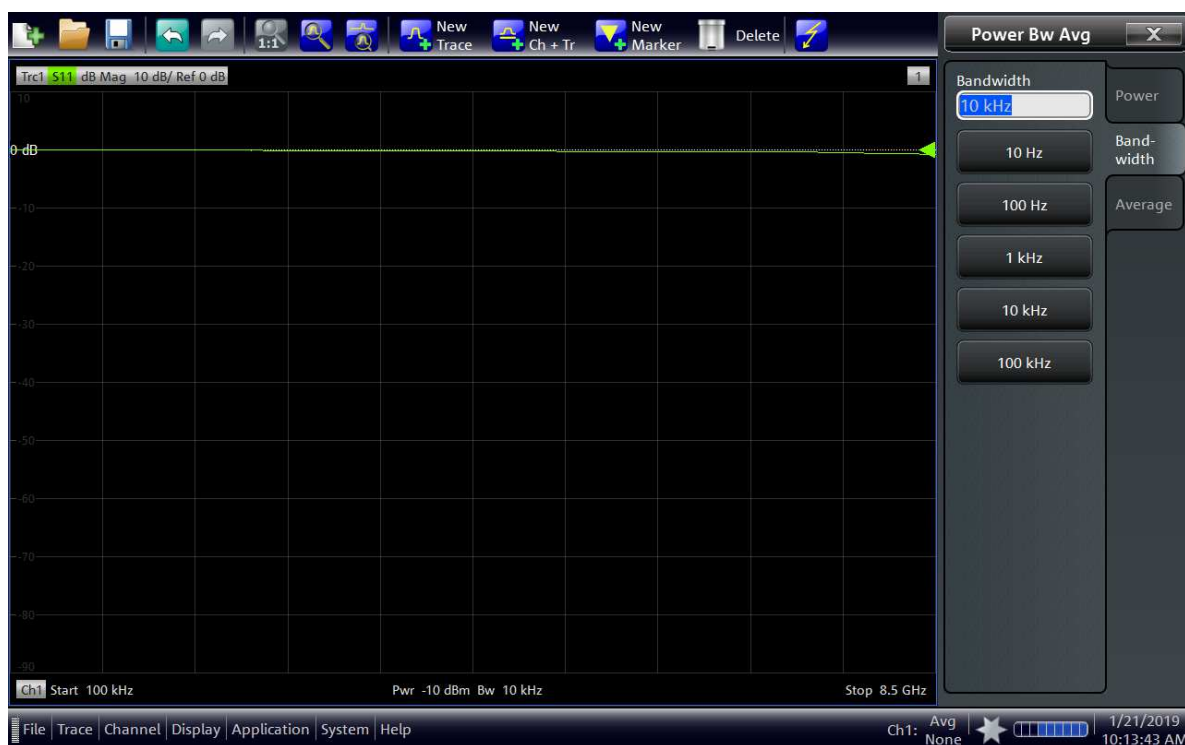 1:1
New
Trace
New
Ch + Tr
New
Marker
Delete
Power Bw Avg
X
Trc1 S11 dB Mag 10 dB/ Ref 0 dB
1
10
0 dB
-10
-20
-30
-40
-50
-60
-70
-80
-90
Ch1 Start 100 kHz
Pwr -10 dBm Bw 10 kHz
Stop 8.5 GHz
Bandwidth
10 kHz
10 Hz
100 Hz
1 kHz
10 kHz
100 kHz
Power
Band-
width
Average
File Trace Channel Display Application System Help
Ch1:
Avg
None
1/21/2019
10:13:43 AM